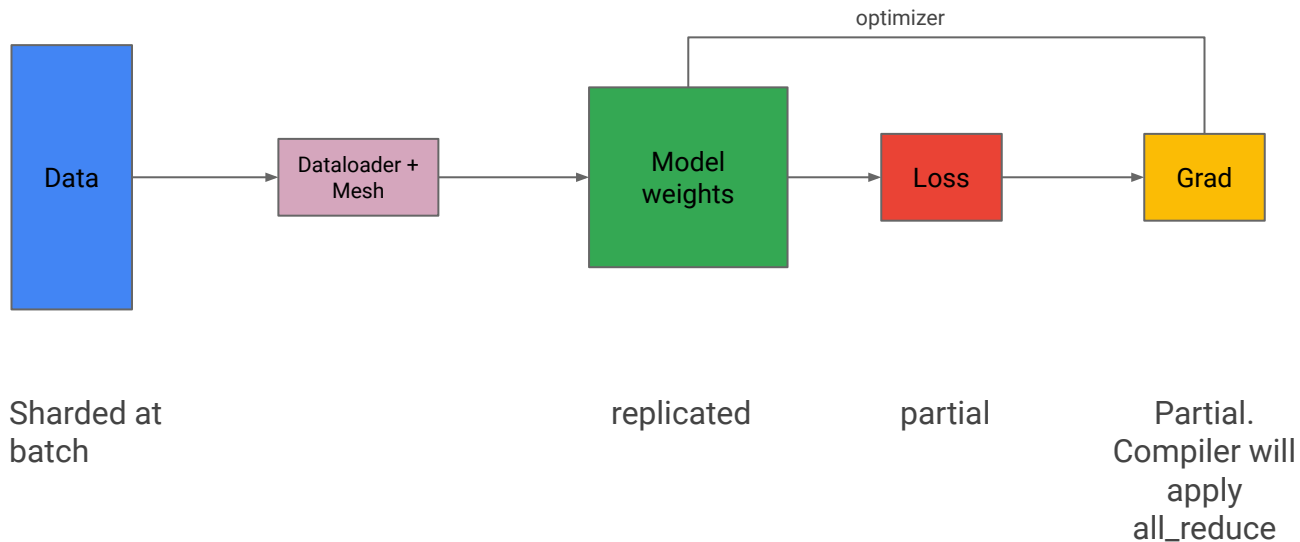 optimizer
Data
Dataloader +
Mesh
Model
weights
Loss
Grad
Sharded at
batch
replicated
partial
Partial.
Compiler will
apply
all_reduce